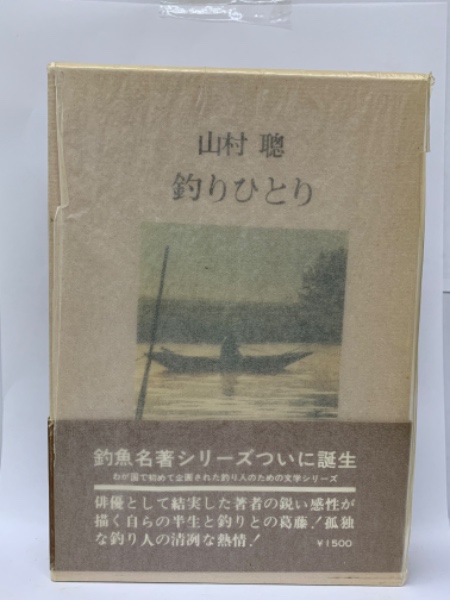 山村 聰
釣りひとり
釣魚名著シリーズついに誕生
わが国で初めて企画された釣り人のための文学シリーズ
俳優として結実した著者の鋭い感性が
描く自らの半生と釣りとの葛藤!孤独
な釣り人の清冽な熱情!
¥1500